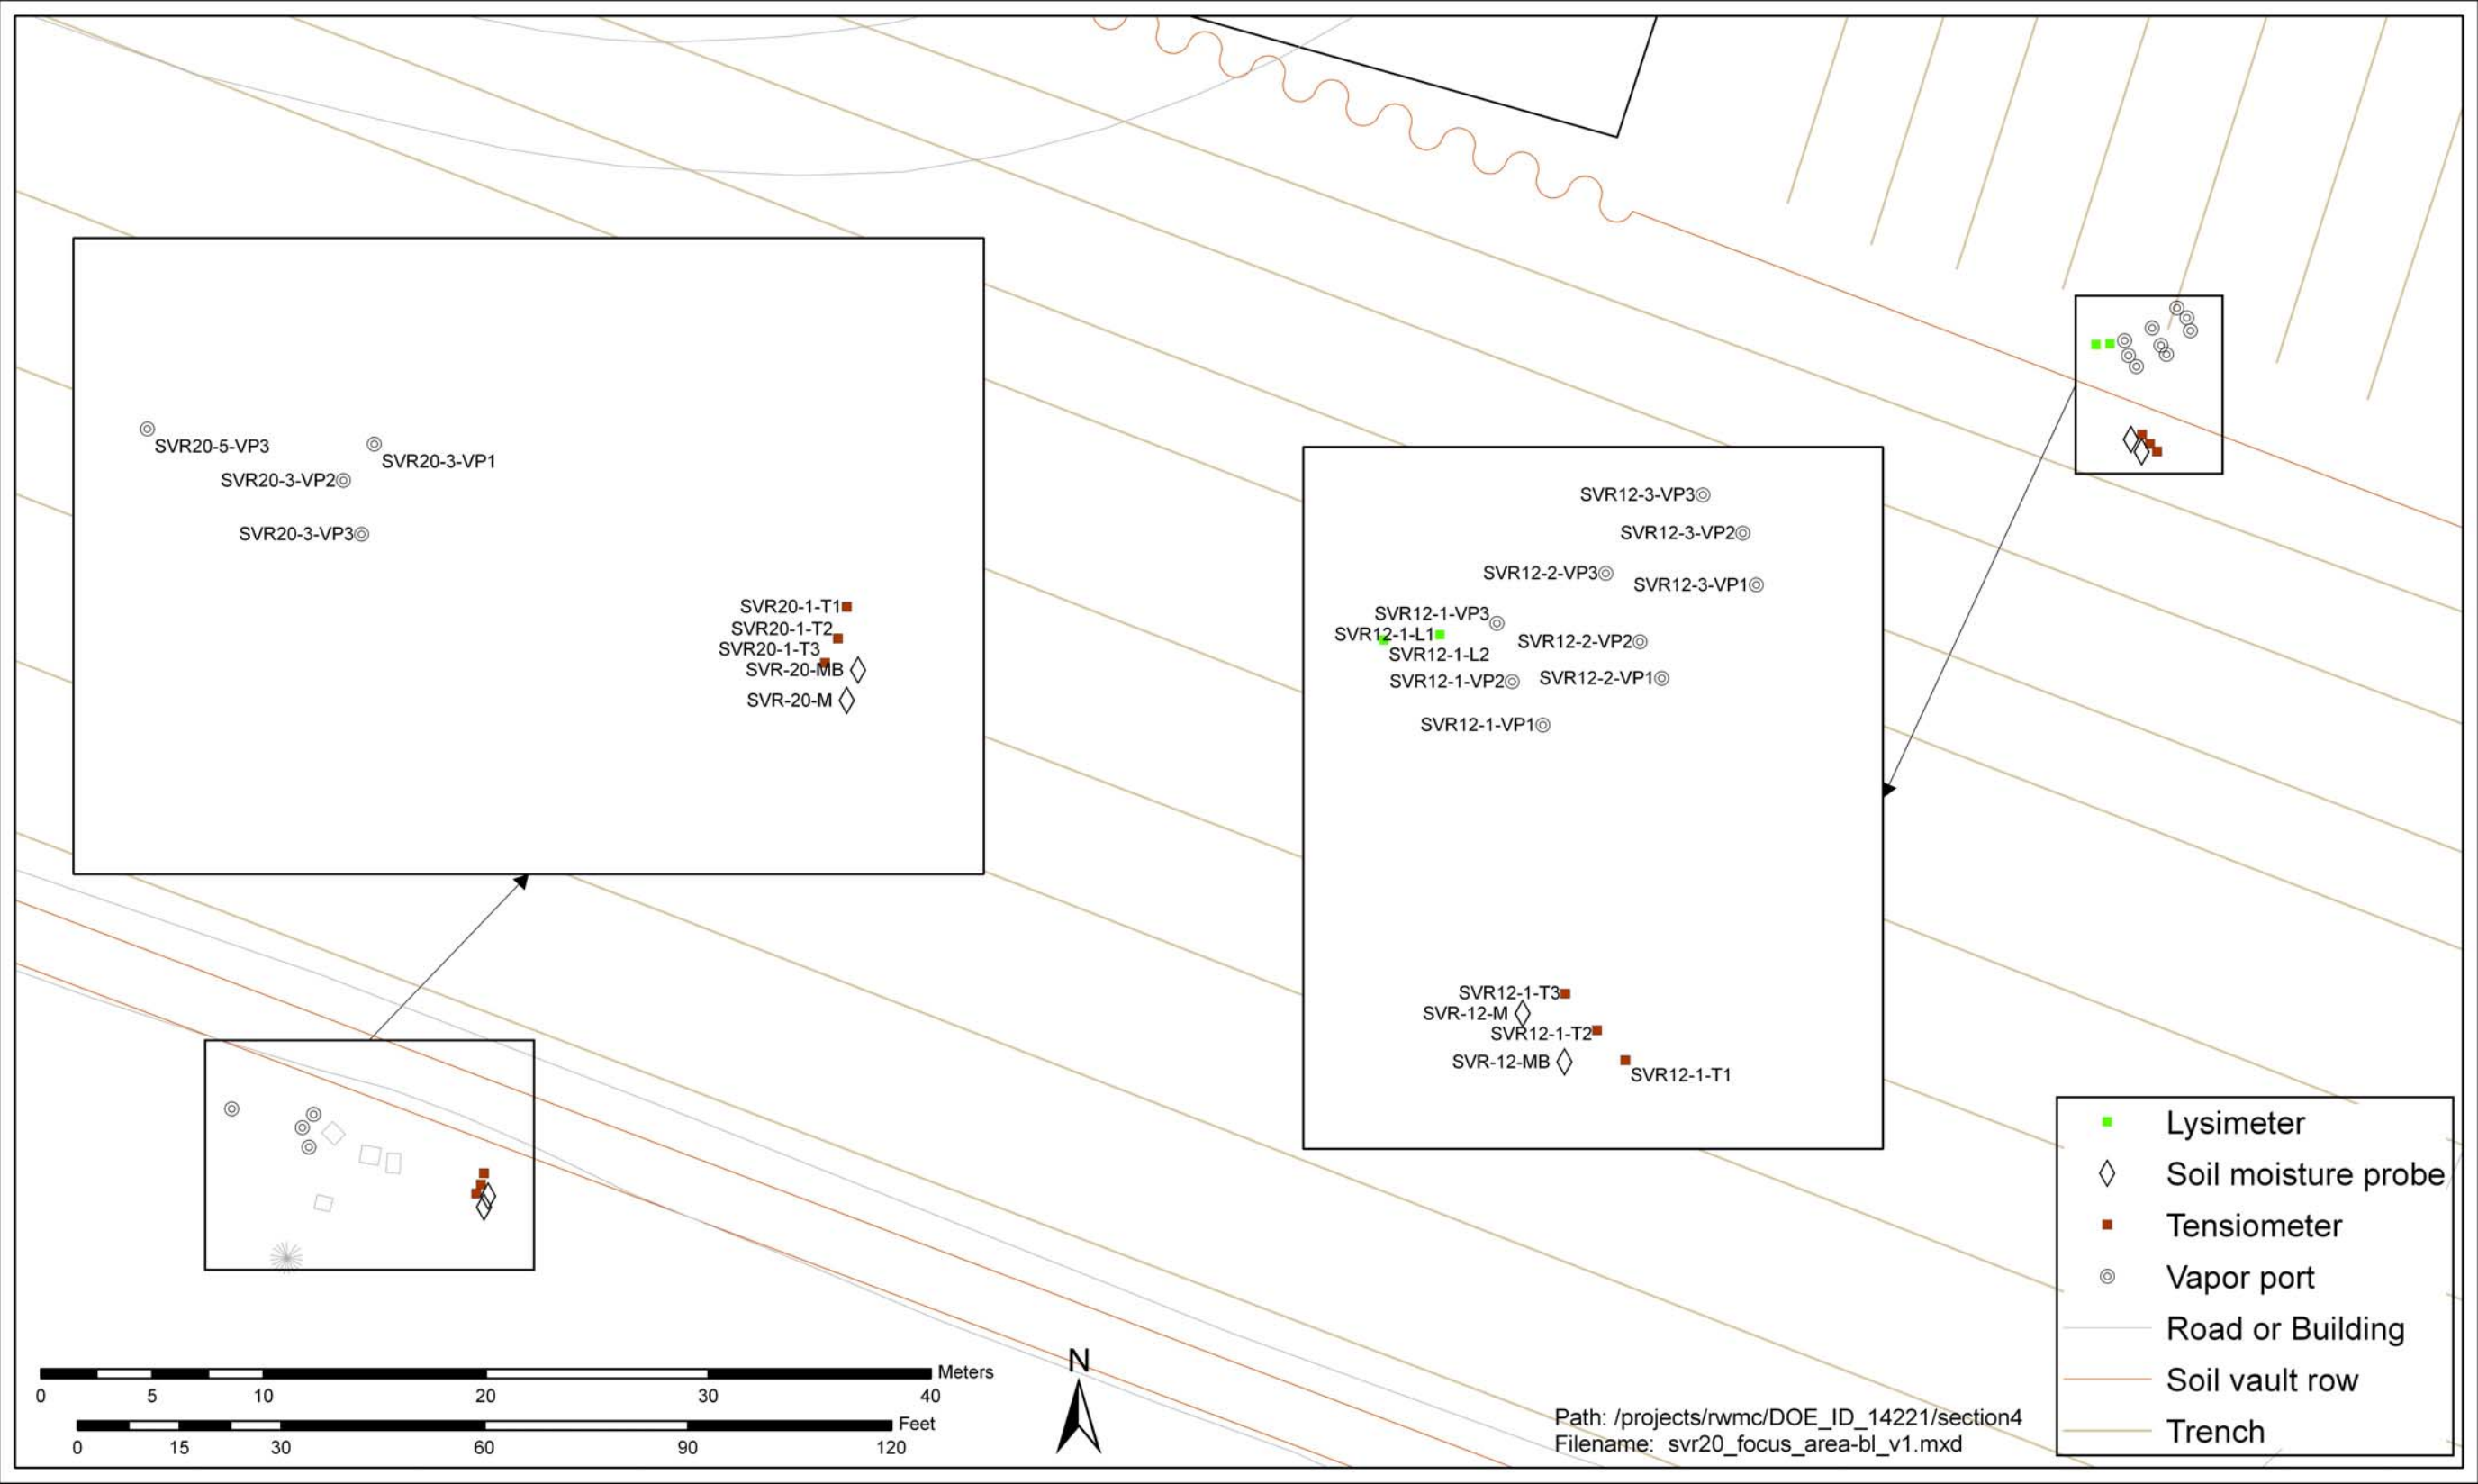 SVR20-5-VP3
SVR20-3-VP1
SVR20-3-VP2
SVR20-3-VP3
SVR20-1-T1
SVR20-1-T2
SVR20-1-T3
SVR-20-MB
SVR-20-M
SVR12-3-VP3
SVR12-3-VP2
SVR12-2-VP3
SVR12-3-VP1
SVR12-1-VP3
SVR12-1-L1
SVR12-2-VP2
SVR12-1-L2
SVR12-1-VP2
SVR12-2-VP1
SVR12-1-VP1
SVR12-1-T3
SVR-12-M
SVR12-1-T2
SVR-12-MB
SVR12-1-T1
Lysimeter
Soil moisture probe
Tensiometer
Vapor port
Road or Building
Soil vault row
Trench
Meters
0 5 10 20 30 40
Feet
0 15 30 60 90 120
N
Path: /projects/rwmc/DOE_ID_14221/section4
Filename: svr20_focus_area-bl_v1.mxd